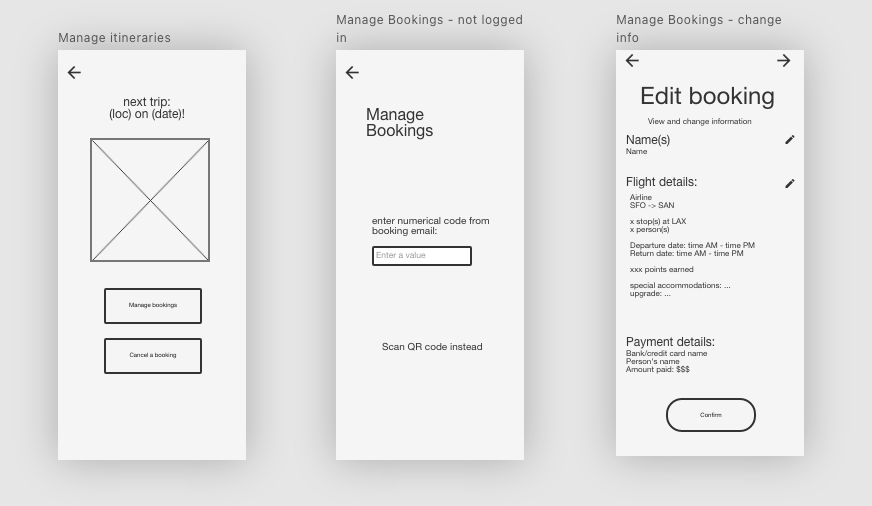 Manage itineraries
next trip:
(loc) on (date)!
Manage bookings
Cancel a booking
Manage Bookings - not logged
in
Manage
Bookings
enter numerical code from
booking email:
Enter a value
Scan QR code instead
Manage Bookings - change
info
Edit booking
View and change information
Name(s)
Name
Flight details:
Airline
SFO -> SAN
x stop(s) at LAX
x person(s)
Departure date: time AM - time PM
Return date: time AM - time PM
xxx points earned
special accommodations: ...
upgrade: ...
Payment details:
Bank/credit card name
Person's name
Amount paid: $$$
Confirm